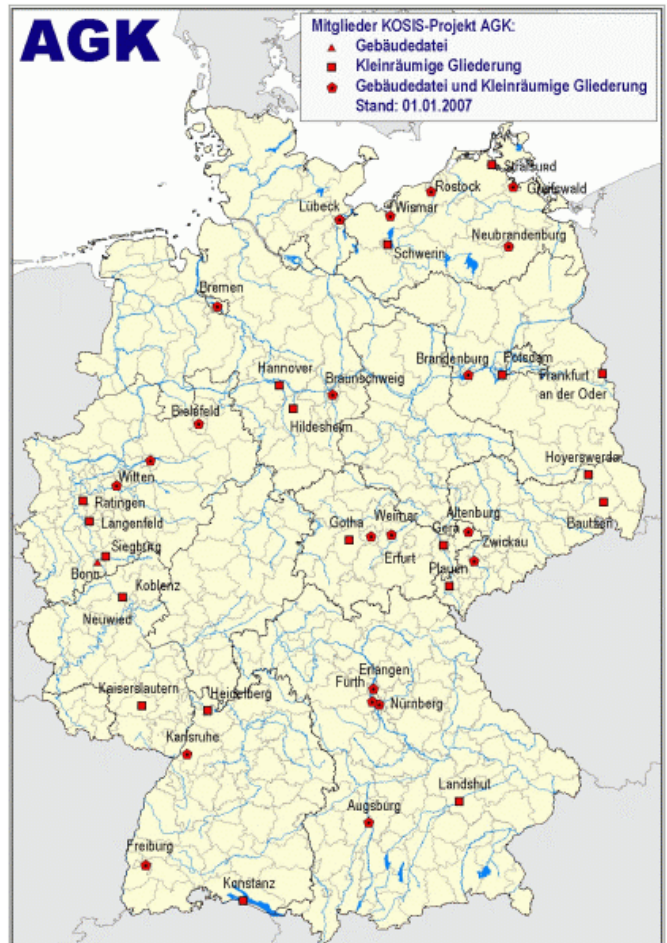 AGK
Mitglieder KOSIS-Projekt AGK:
Gebäudedatei
Kleinräumige Gliederung
Gebäudedatei und Kleinräumige Gliederung
Stand: 01.01.2007
Stralsund
Rostock
Greifswald
Lübeck
Wismar
Neubrandenburg
Schwerin
Bremen
Hannover
Brandenburg
Potsdam
Braunschweig
Frankfurt
an der Oder
Bielefeld
Hildesheim
Hoyerswerda
Witten
Ratingen
Langenfeld
Altenburg
Bautzen
Gotha
Weimar
Gera
Siegburg
Erfurt
Zwickau
Bonn
Plauen
Koblenz
Neuwied
Erlangen
Fürth
Kaiserslautern
Heidelberg
Nürnberg
Karlsruhe
Landshut
Augsburg
Freiburg
Konstanz